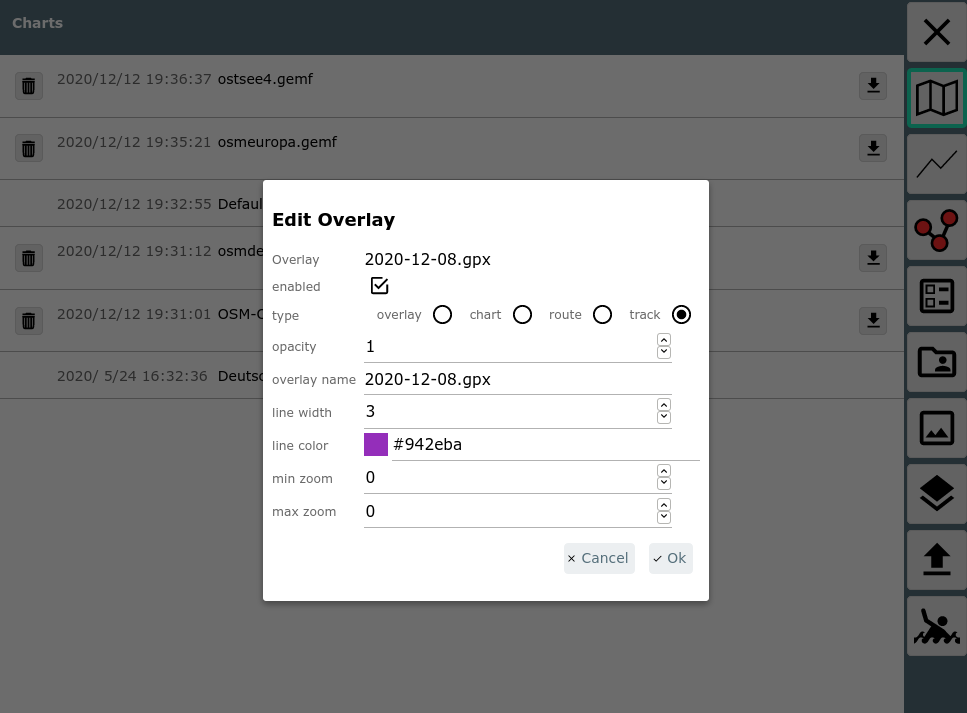 Charts
2020/12/12 19:36:37 ostsee4.gemf
2020/12/12 19:35:21 osmeuropa.gemf
2020/12/12 19:32:55 Defaul
2020/12/12 19:31:12 osmde
2020/12/12 19:31:01 OSM-
2020/ 5/24 16:32:36 Deutsc
Edit Overlay
Overlay 2020-12-08.gpx
enabled
type overlay chart route track
opacity 1
overlay name 2020-12-08.gpx
line width 3
line color #942eba
min zoom 0
max zoom 0
Cancel Ok